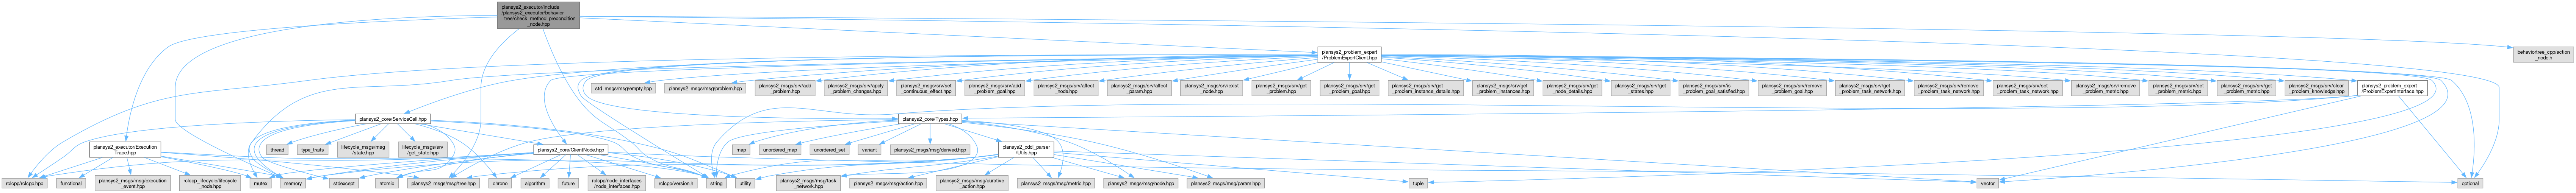 plansys2_executor/include
/plansys2_executor/behavior
_tree/check_method_precondition
_node.hpp
plansys2_problem_expert
/ProblemExpertClient.hpp
behaviortree_cpp/action
_node.h
std_msgs/msg/empty.hpp
plansys2_msgs/msg/problem.hpp
plansys2_msgs/srv/add
_problem.hpp
plansys2_msgs/srv/apply
_problem_changes.hpp
plansys2_msgs/srv/set
_continuous_effect.hpp
plansys2_msgs/srv/add
_problem_goal.hpp
plansys2_msgs/srv/affect
_node.hpp
plansys2_msgs/srv/affect
_param.hpp
plansys2_msgs/srv/exist
_node.hpp
plansys2_msgs/srv/get
_problem.hpp
plansys2_msgs/srv/get
_problem_goal.hpp
plansys2_msgs/srv/get
_problem_instance_details.hpp
plansys2_msgs/srv/get
_problem_instances.hpp
plansys2_msgs/srv/get
_node_details.hpp
plansys2_msgs/srv/get
_states.hpp
plansys2_msgs/srv/is
_problem_goal_satisfied.hpp
plansys2_msgs/srv/remove
_problem_goal.hpp
plansys2_msgs/srv/get
_problem_task_network.hpp
plansys2_msgs/srv/remove
_problem_task_network.hpp
plansys2_msgs/srv/set
_problem_task_network.hpp
plansys2_msgs/srv/remove
_problem_metric.hpp
plansys2_msgs/srv/set
_problem_metric.hpp
plansys2_msgs/srv/get
_problem_metric.hpp
plansys2_msgs/srv/clear
_problem_knowledge.hpp
plansys2_problem_expert
/ProblemExpertInterface.hpp
plansys2_core/ServiceCall.hpp
plansys2_core/Types.hpp
plansys2_executor/Execution
Trace.hpp
thread
type_traits
lifecycle_msgs/msg
/state.hpp
lifecycle_msgs/srv
/get_state.hpp
plansys2_core/ClientNode.hpp
map
unordered_map
unordered_set
variant
plansys2_msgs/msg/derived.hpp
plansys2_pddl_parser
/Utils.hpp
rclcpp/rclcpp.hpp
functional
plansys2_msgs/msg/execution
_event.hpp
rclcpp_lifecycle/lifecycle
_node.hpp
mutex
memory
stdexcept
atomic
plansys2_msgs/msg/tree.hpp
chrono
algorithm
future
rclcpp/node_interfaces
/node_interfaces.hpp
rclcpp/version.h
string
utility
plansys2_msgs/msg/task
_network.hpp
plansys2_msgs/msg/action.hpp
plansys2_msgs/msg/durative
_action.hpp
plansys2_msgs/msg/metric.hpp
plansys2_msgs/msg/node.hpp
plansys2_msgs/msg/param.hpp
tuple
vector
optional